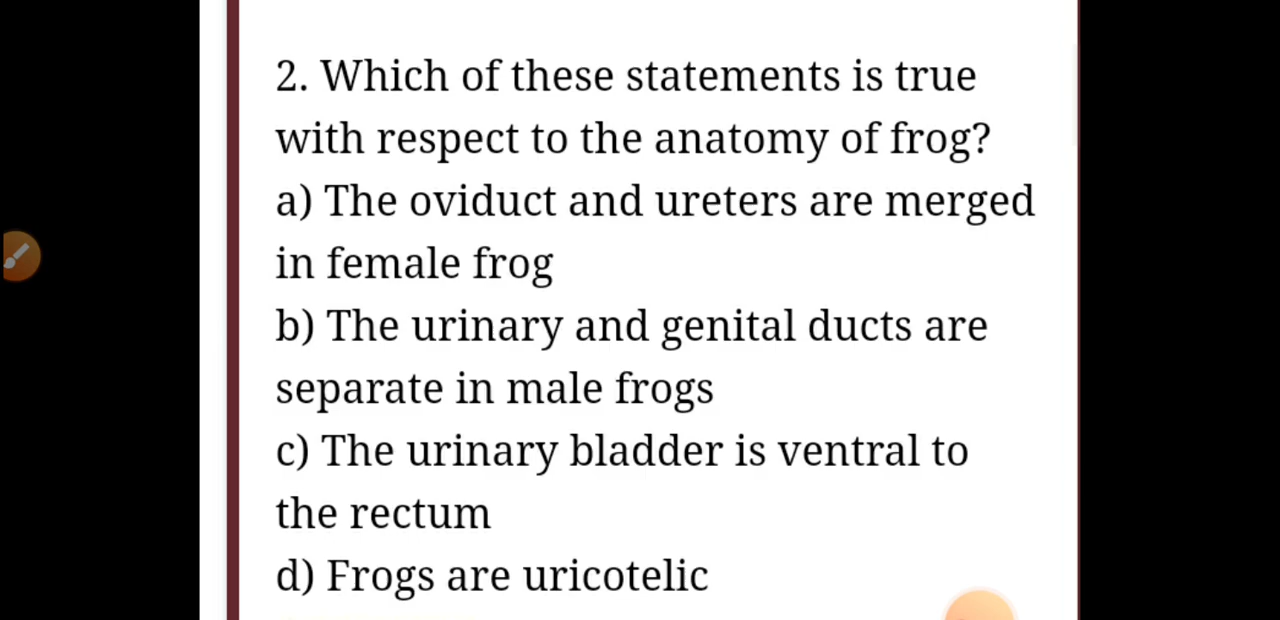 2. Which of these statements is true
with respect to the anatomy of frog?
a) The oviduct and ureters are merged
in female frog
b) The urinary and genital ducts are
separate in male frogs
c) The urinary bladder is ventral to
the rectum
d) Frogs are uricotelic